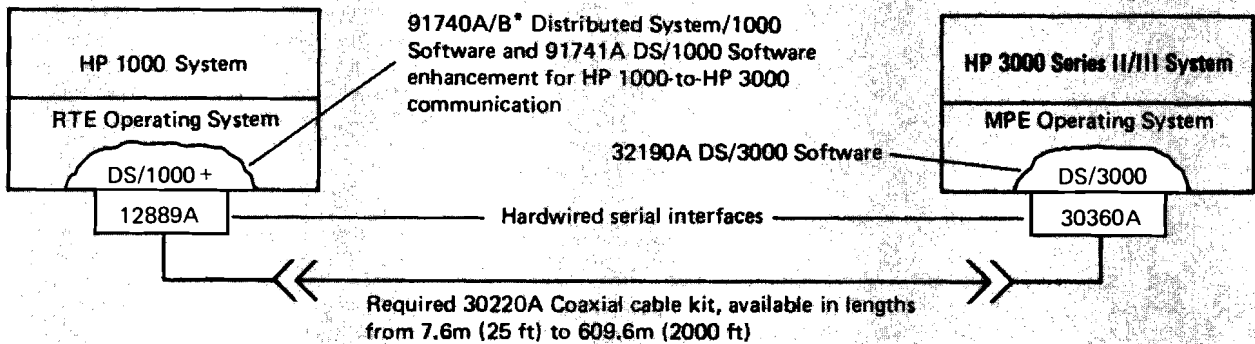 91740A/B* Distributed System/1000
Software and 91741A DS/1000 Software
enhancement for HP 1000-to-HP 3000
communication
HP 1000 System
RTE Operating System
DS/1000 +
12889A
HP 3000 Series II/III System
MPE Operating System
32190A DS/3000 Software
DS/3000
30360A
Hardwired serial interfaces
Required 30220A Coaxial cable kit, available in lengths
from 7.6m (25 ft) to 609.6m (2000 ft)